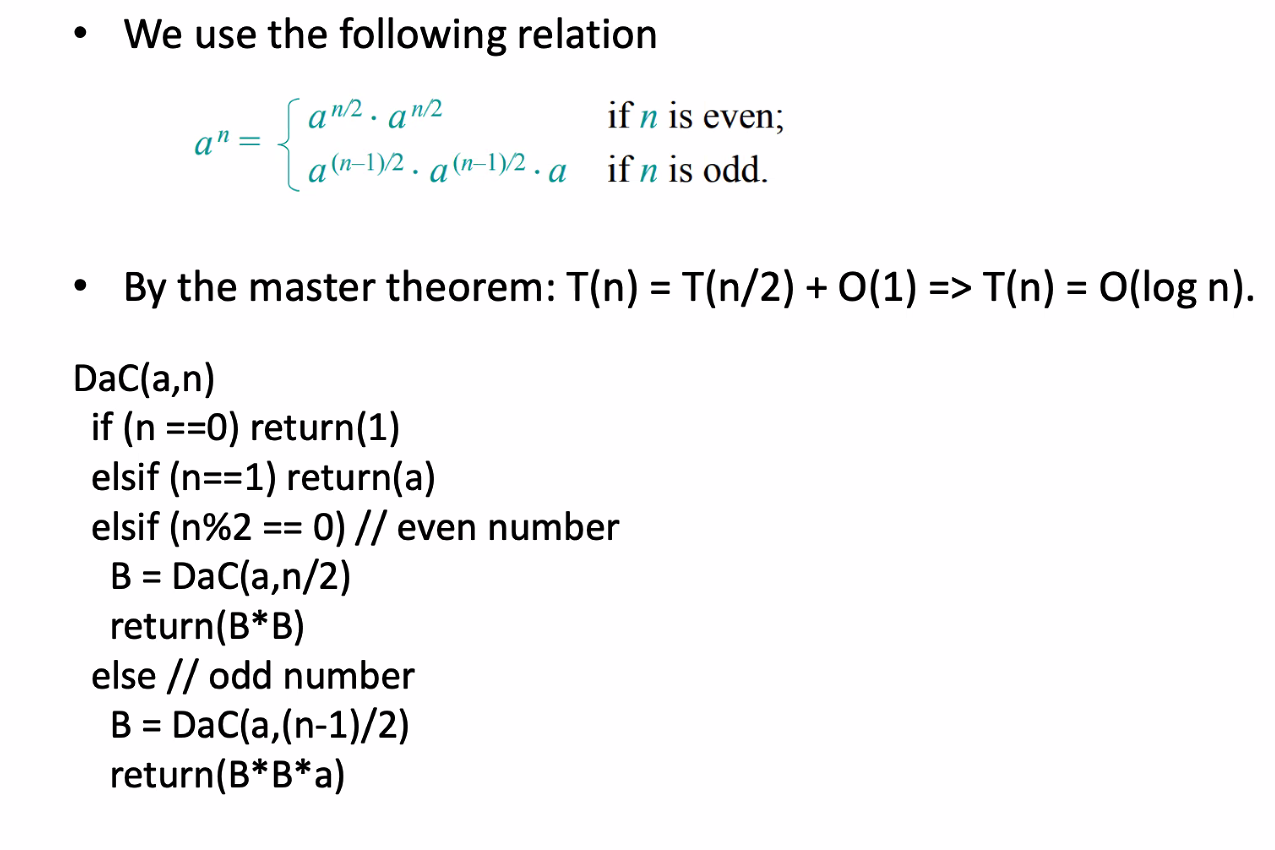 • We use the following relation
aⁿ = { a^{n/2} · a^{n/2} if n is even;
a^{(n–1)/2} · a^{(n–1)/2} · a if n is odd.
• By the master theorem: T(n) = T(n/2) + O(1) => T(n) = O(log n).
DaC(a,n)
if (n ==0) return(1)
elsif (n==1) return(a)
elsif (n%2 == 0) // even number
B = DaC(a,n/2)
return(B*B)
else // odd number
B = DaC(a,(n-1)/2)
return(B*B*a)